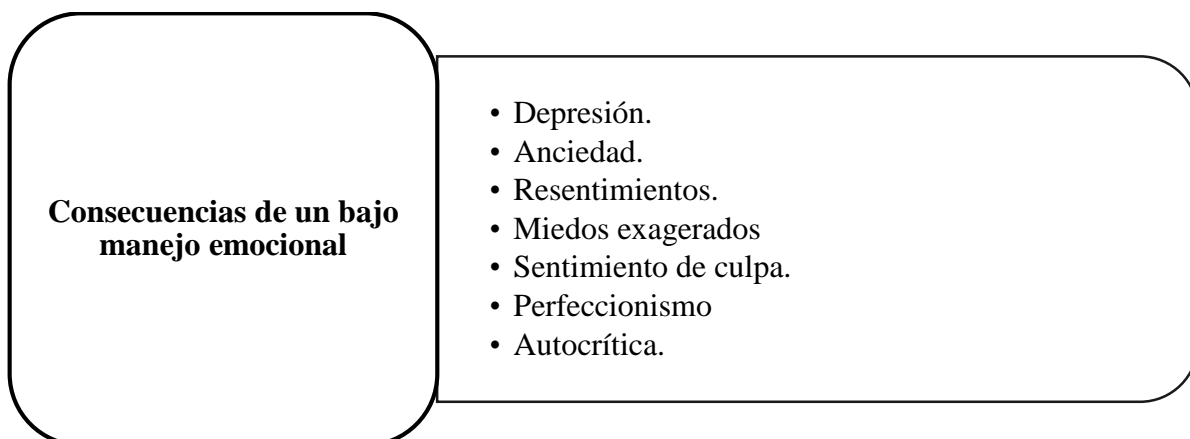 Consecuencias de un bajo
manejo emocional
• Depresión.
• Anciedad.
• Resentimientos.
• Miedos exagerados
• Sentimiento de culpa.
• Perfeccionismo
• Autocrítica.